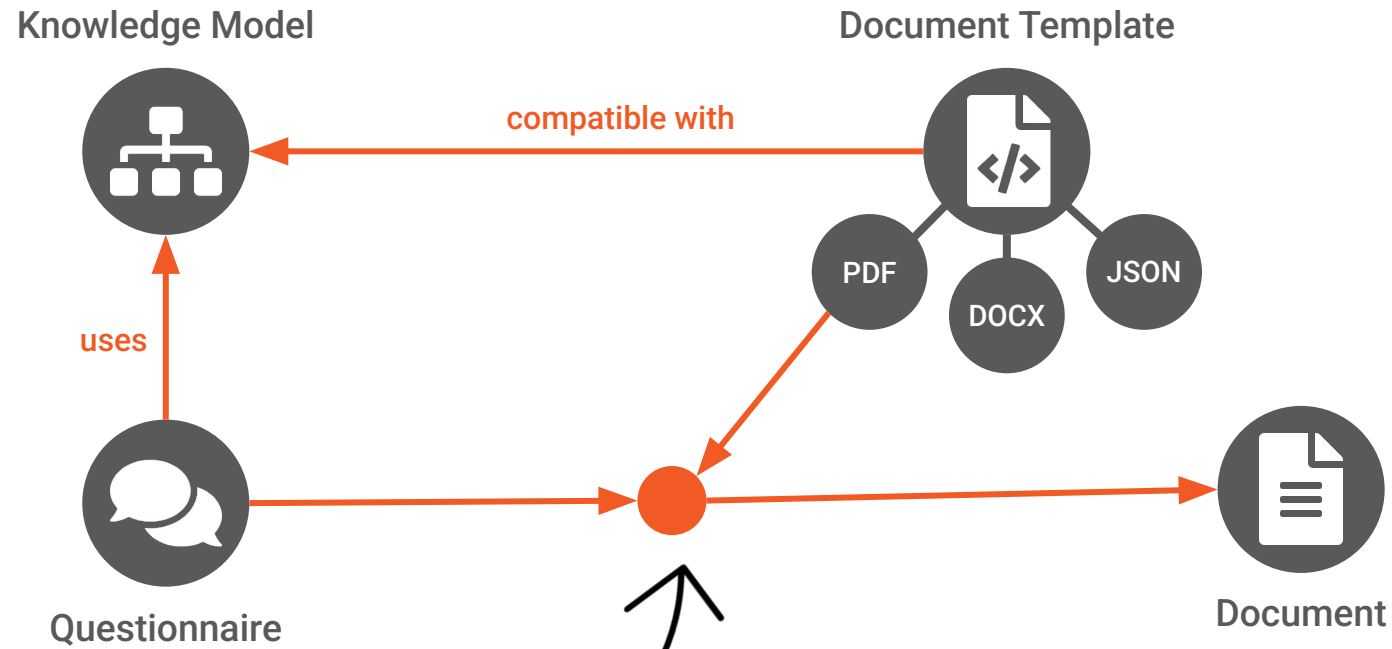 Knowledge Model
Document Template
compatible with
PDF
DOCX
JSON
uses
Questionnaire
Document